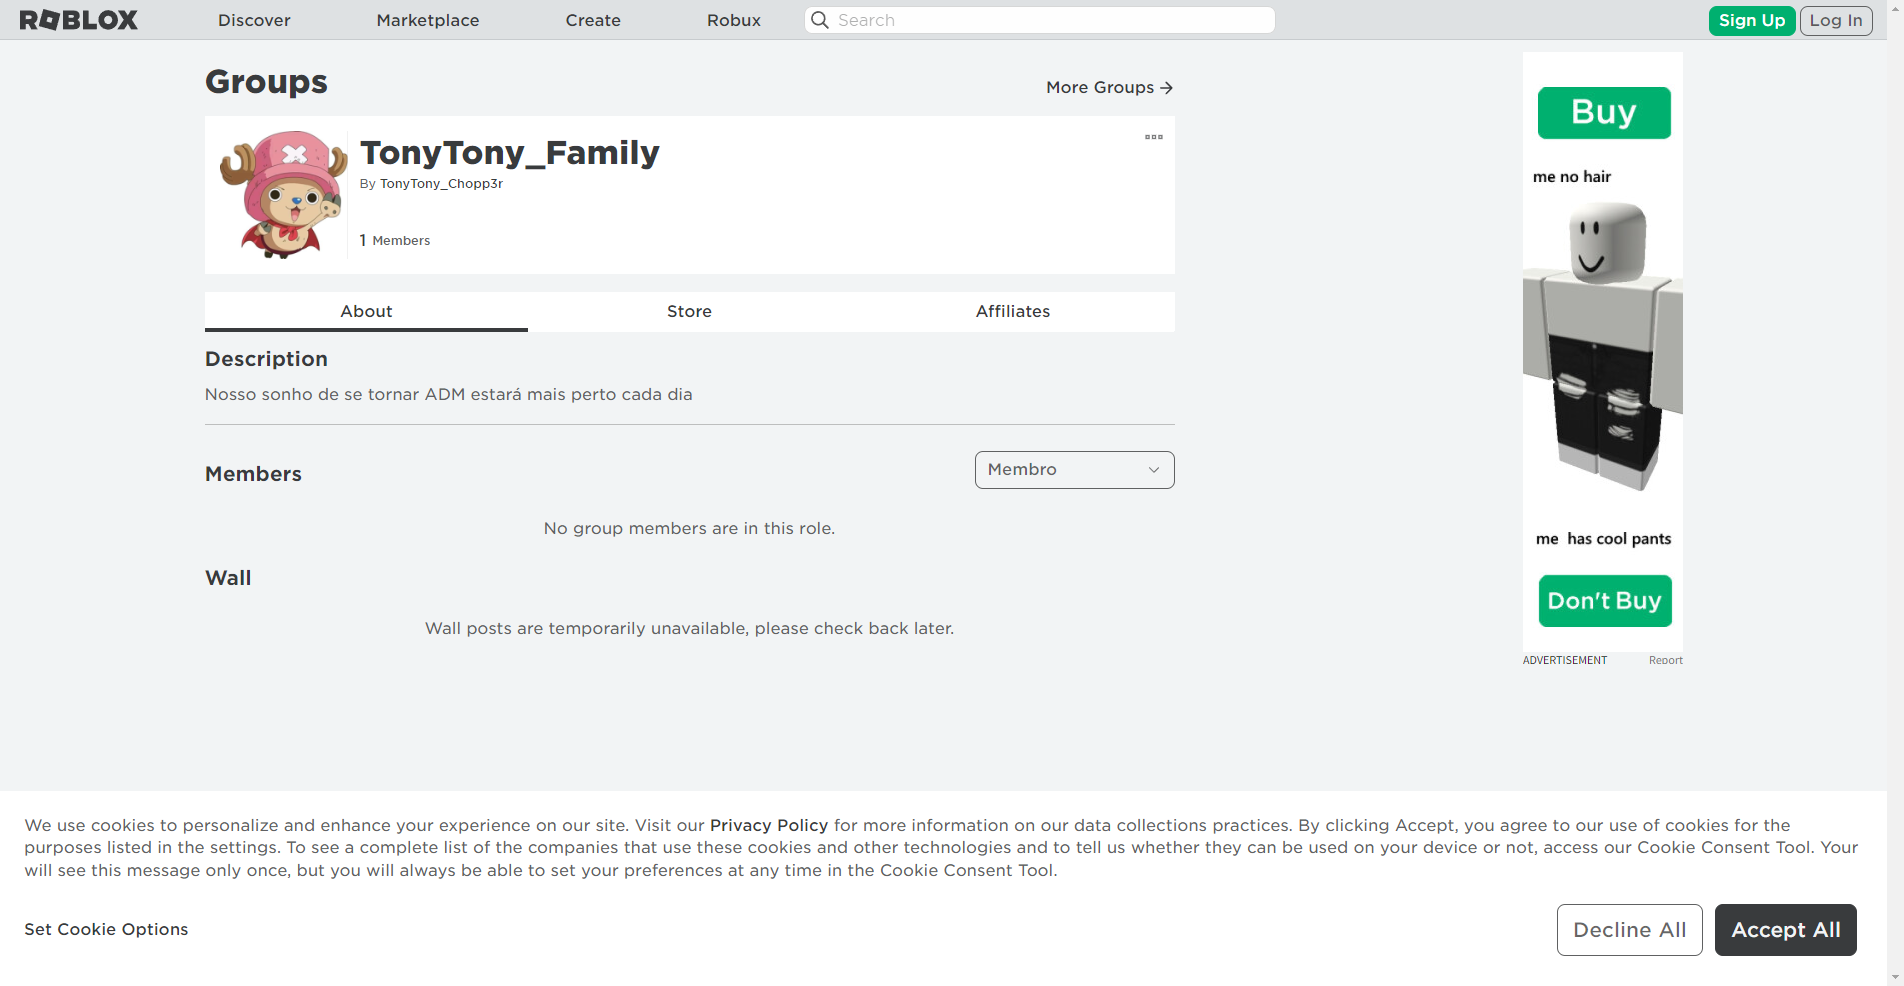 ROBLOX
Discover
Marketplace
Create
Robux
Search
Sign Up
Log In
Groups
More Groups
TonyTony_Family
By TonyTony_Chopp3r
1 Members
About
Store
Affiliates
Description
Nosso sonho de se tornar ADM estará mais perto cada dia
Members
Membro
No group members are in this role.
Wall
Wall posts are temporarily unavailable, please check back later.
Buy
me no hair
me has cool pants
Don't Buy
ADVERTISEMENT
Report
We use cookies to personalize and enhance your experience on our site. Visit our Privacy Policy for more information on our data collections practices. By clicking Accept, you agree to our use of cookies for the
purposes listed in the settings. To see a complete list of the companies that use these cookies and other technologies and to tell us whether they can be used on your device or not, access our Cookie Consent Tool. Your
will see this message only once, but you will always be able to set your preferences at any time in the Cookie Consent Tool.
Set Cookie Options
Decline All
Accept All